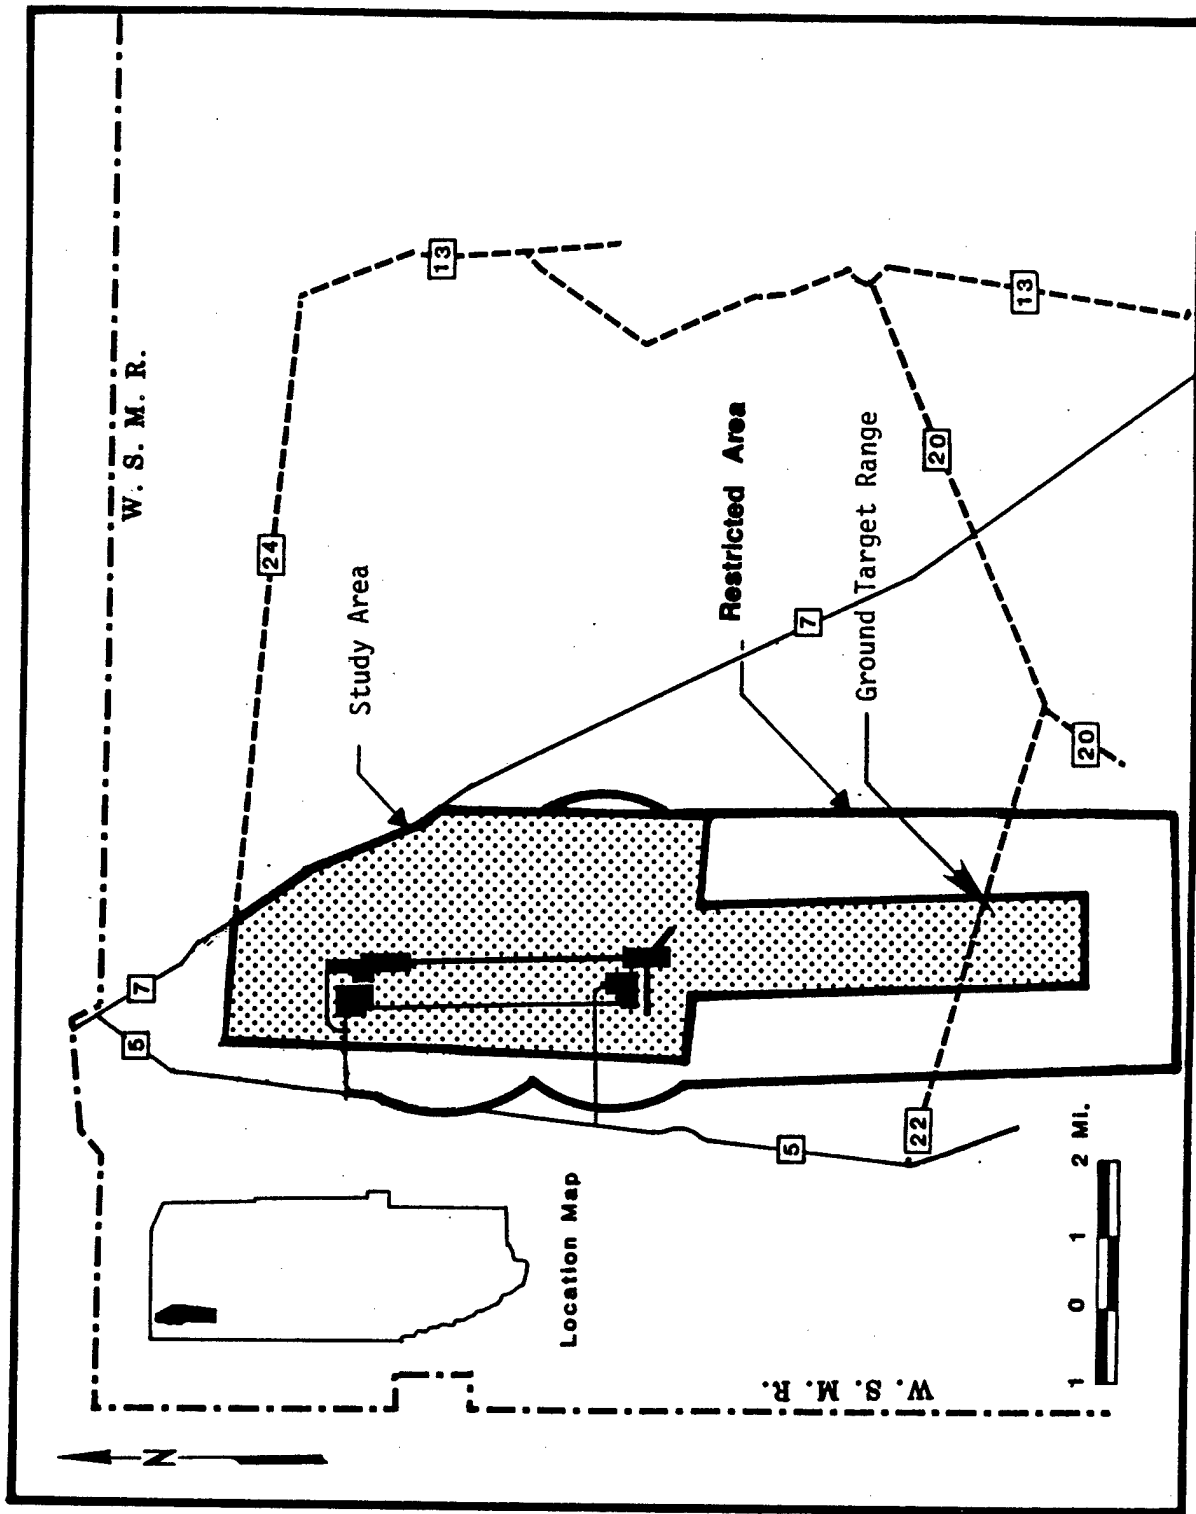 W. S. M. R.
24
13
13
Study Area
Restricted Area
Ground Target Range
7
20
20
7
5
5
22
Location Map
1 0 1 2 Mi.
W. S. M. R.
N